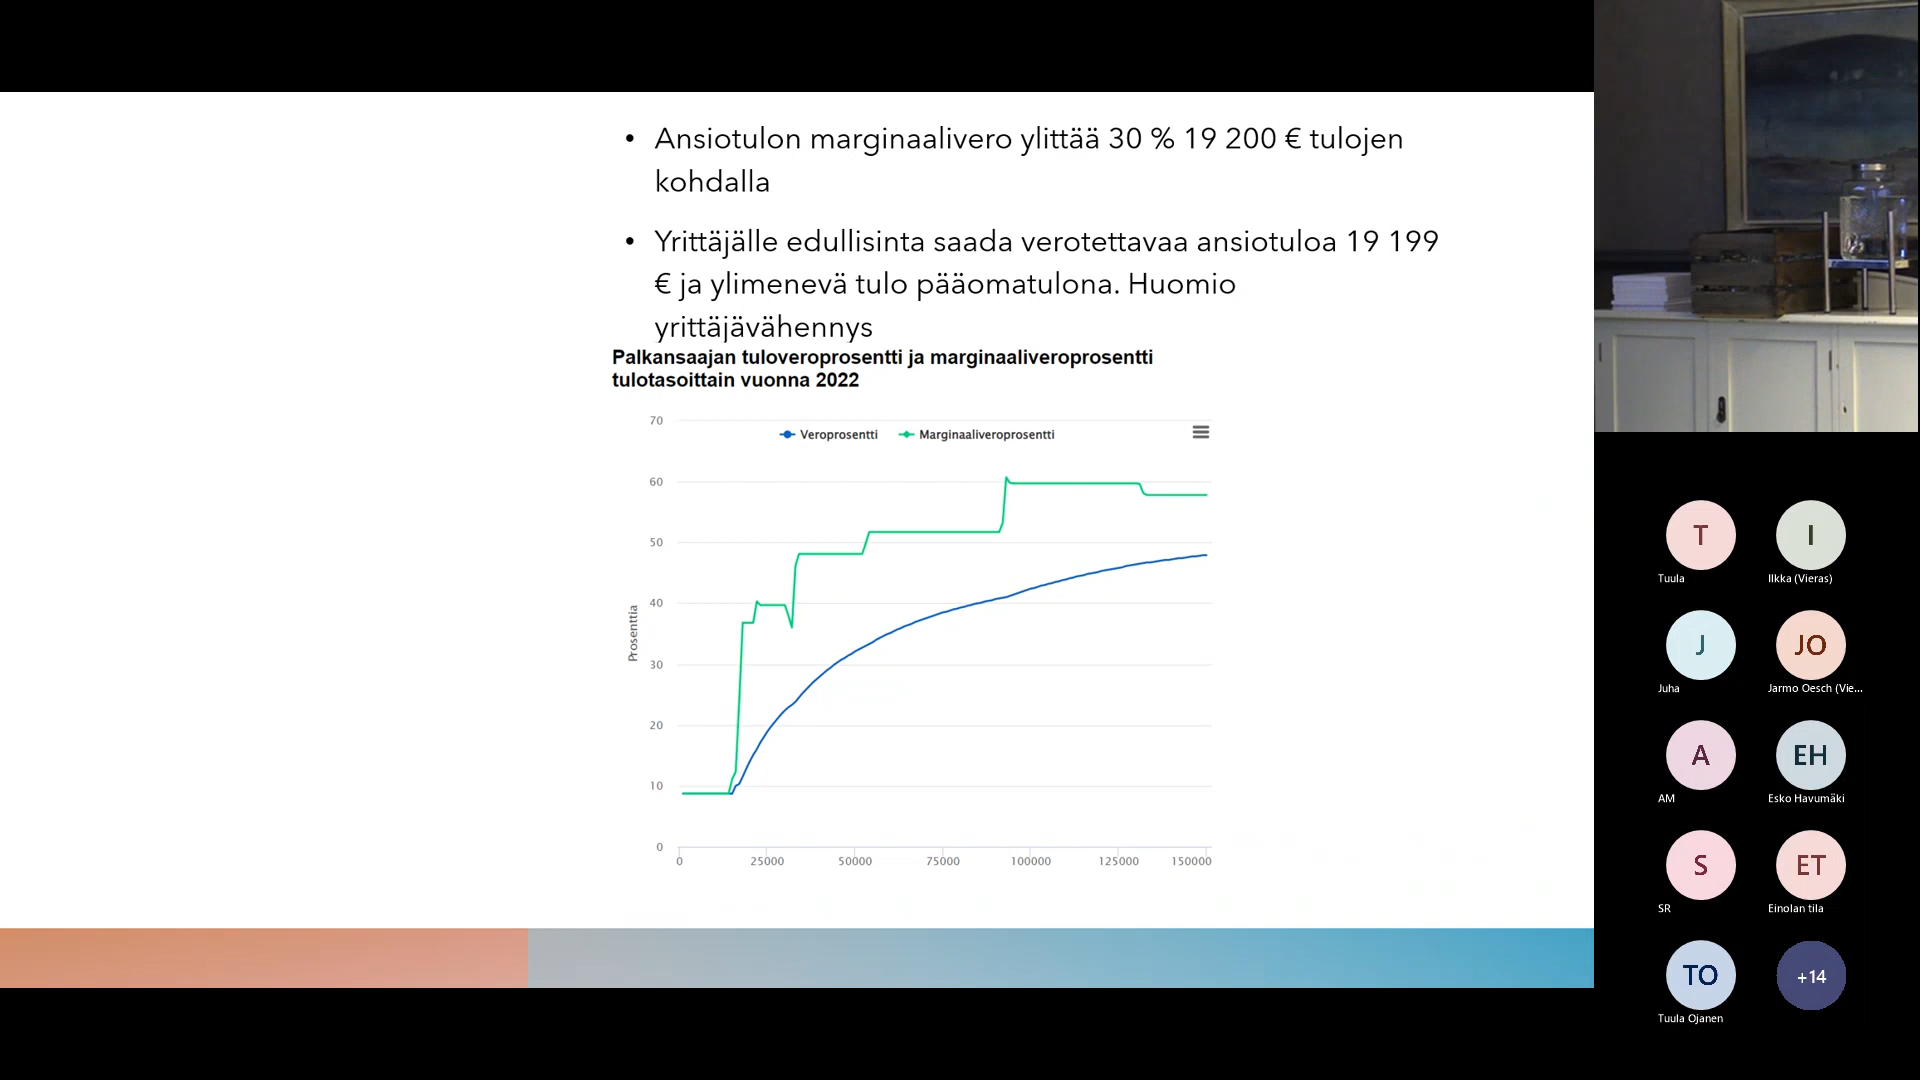 • Ansiotulon marginaalivero ylittää 30 % 19 200 € tulojen
kohdalla
• Yrittäjälle edullisinta saada verotettavaa ansiotuloa 19 199
€ ja ylimenevä tulo pääomatulona. Huomio
yrittäjävähennys
Palkansaajan tuloveroprosentti ja marginaaliveroprosentti
tulotasoittain vuonna 2022
Veroprosentti Marginaaliveroprosentti
Prosenttia
70
60
50
40
30
20
10
0
0 25000 50000 75000 100000 125000 150000
T I
Tuula Ilkka (Vieras)
J JO
Juha Jarmo Oesch (Vie...
A EH
AM Esko Havumäki
S ET
SR Einolan tila
TO +14
Tuula Ojanen